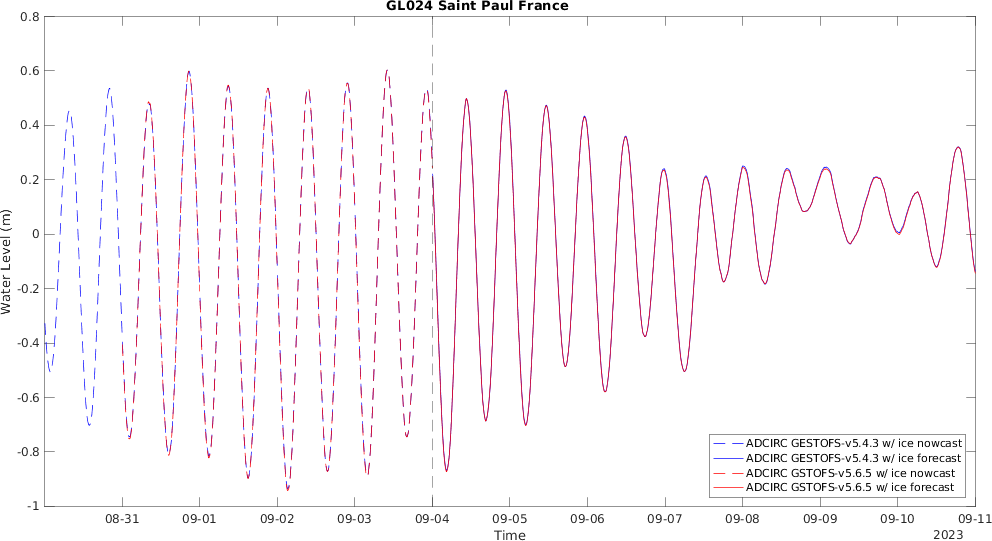 GL024 Saint Paul France
0.8
0.6
0.4
0.2
0
-0.2
-0.4
-0.6
-0.8
-1
Water Level (m)
08-31 09-01 09-02 09-03 09-04 09-05 09-06 09-07 09-08 09-09 09-10 09-11
Time
2023
ADCIRC GESTOFS-v5.4.3 w/ ice nowcast
ADCIRC GESTOFS-v5.4.3 w/ ice forecast
ADCIRC GSTOFS-v5.6.5 w/ ice nowcast
ADCIRC GSTOFS-v5.6.5 w/ ice forecast